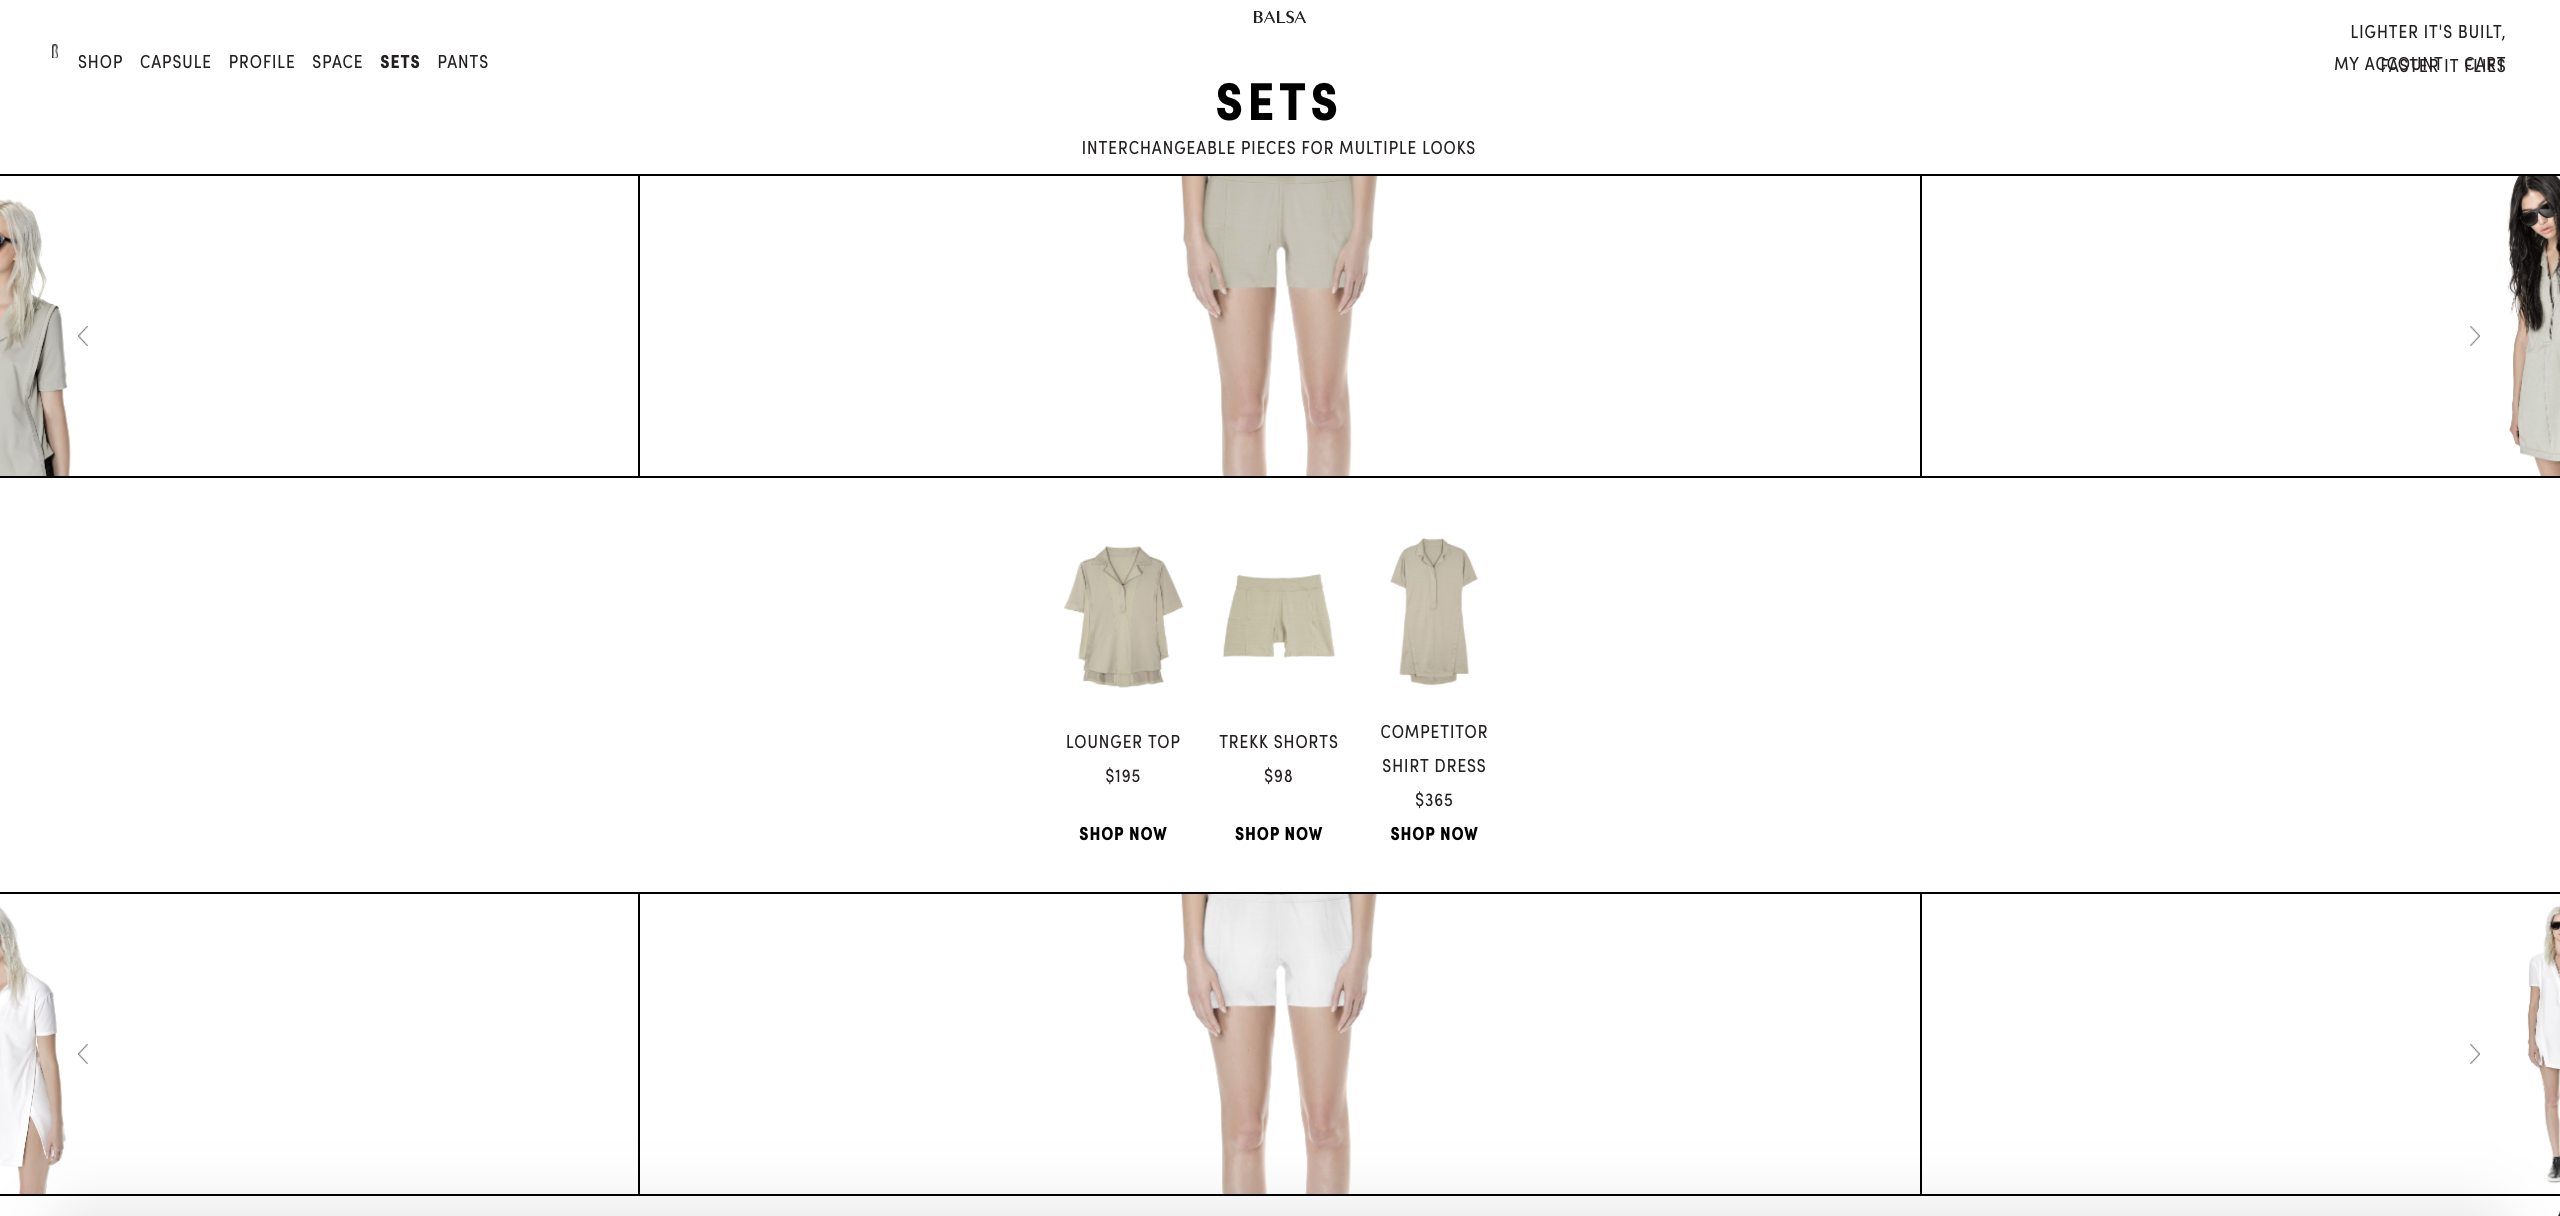 BALSA
LIGHTER IT'S BUILT,
ß SHOP CAPSULE PROFILE SPACE SETS PANTS
MY ACCOUNT CART
FASTER IT FLIES
SETS
INTERCHANGEABLE PIECES FOR MULTIPLE LOOKS
LOUNGER TOP
$195
SHOP NOW
TREKK SHORTS
$98
SHOP NOW
COMPETITOR
SHIRT DRESS
$365
SHOP NOW